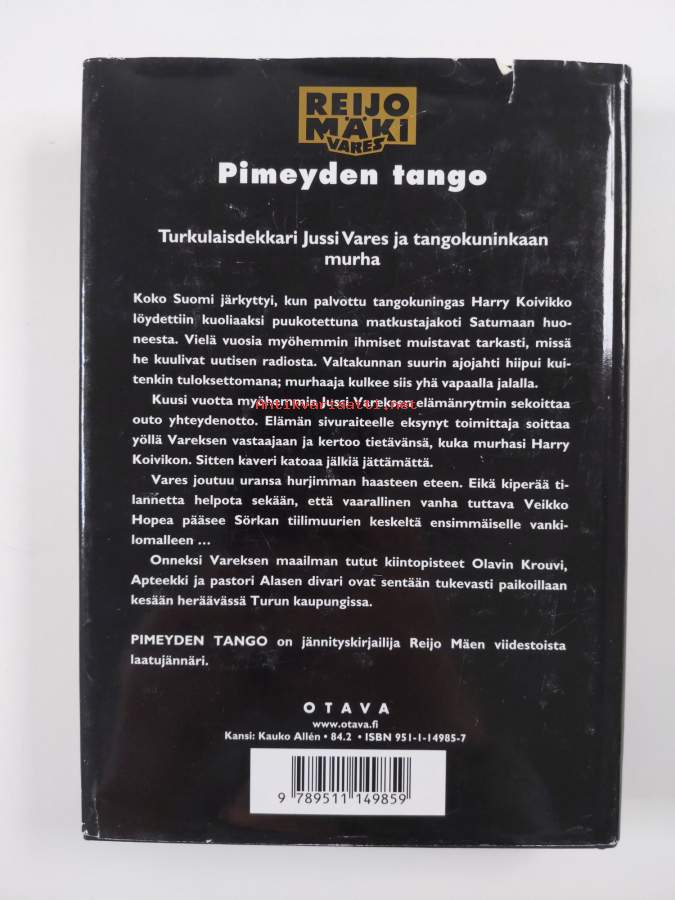 REIJO
MÄKI
VARES
Pimeyden tango
Turkulaisdekkari Jussi Vares ja tangokuninkaan
murha
Koko Suomi järkyttyi, kun palvottu tangokuningas Harry Koivikko
löydettiin kuoliaaksi puukotettuna matkustajakoti Satumaan huo-
neesta. Vielä vuosia myöhemmin ihmiset muistavat tarkasti, missä
he kuulivat uutisen radiosta. Valtakunnan suurin ajojahti hiipui kui-
tenkin tuloksettomana; murhaaja kulkee siis yhä vapaalla jalalla.
Kuusi vuotta myöhemmin Jussi Vareksen elämänrytmin sekoittaa
Antikvariaatti.net
outo yhteydenotto. Elämän sivuraiteelle eksynyt toimittaja soittaa
yöllä Vareksen vastaajaan ja kertoo tietävänsä, kuka murhasi Harry
Koivikon. Sitten kaveri katoaa jälkiä jättämättä.
Vares joutuu uransa hurjimman haasteen eteen. Eikä kiperää ti-
lannetta helpota sekään, että vaarallinen vanha tuttava Veikko
Hopea pääsee Sörkan tiilimuurien keskeltä ensimmäiselle vanki-
lomalleen ...
Onneksi Vareksen maailman tutut kiintopisteet Olavin Krouvi,
Apteekki ja pastori Alasen divari ovat sentään tukevasti paikoillaan
kesään heräävässä Turun kaupungissa.
PIMEYDEN TANGO on jännityskirjailija Reijo Mäen viidestoista
laatujännäri.
OTAVA
www.otava.fi
Kansi: Kauko Allén • 84.2 • ISBN 951-1-14985-7
9 789511 149859